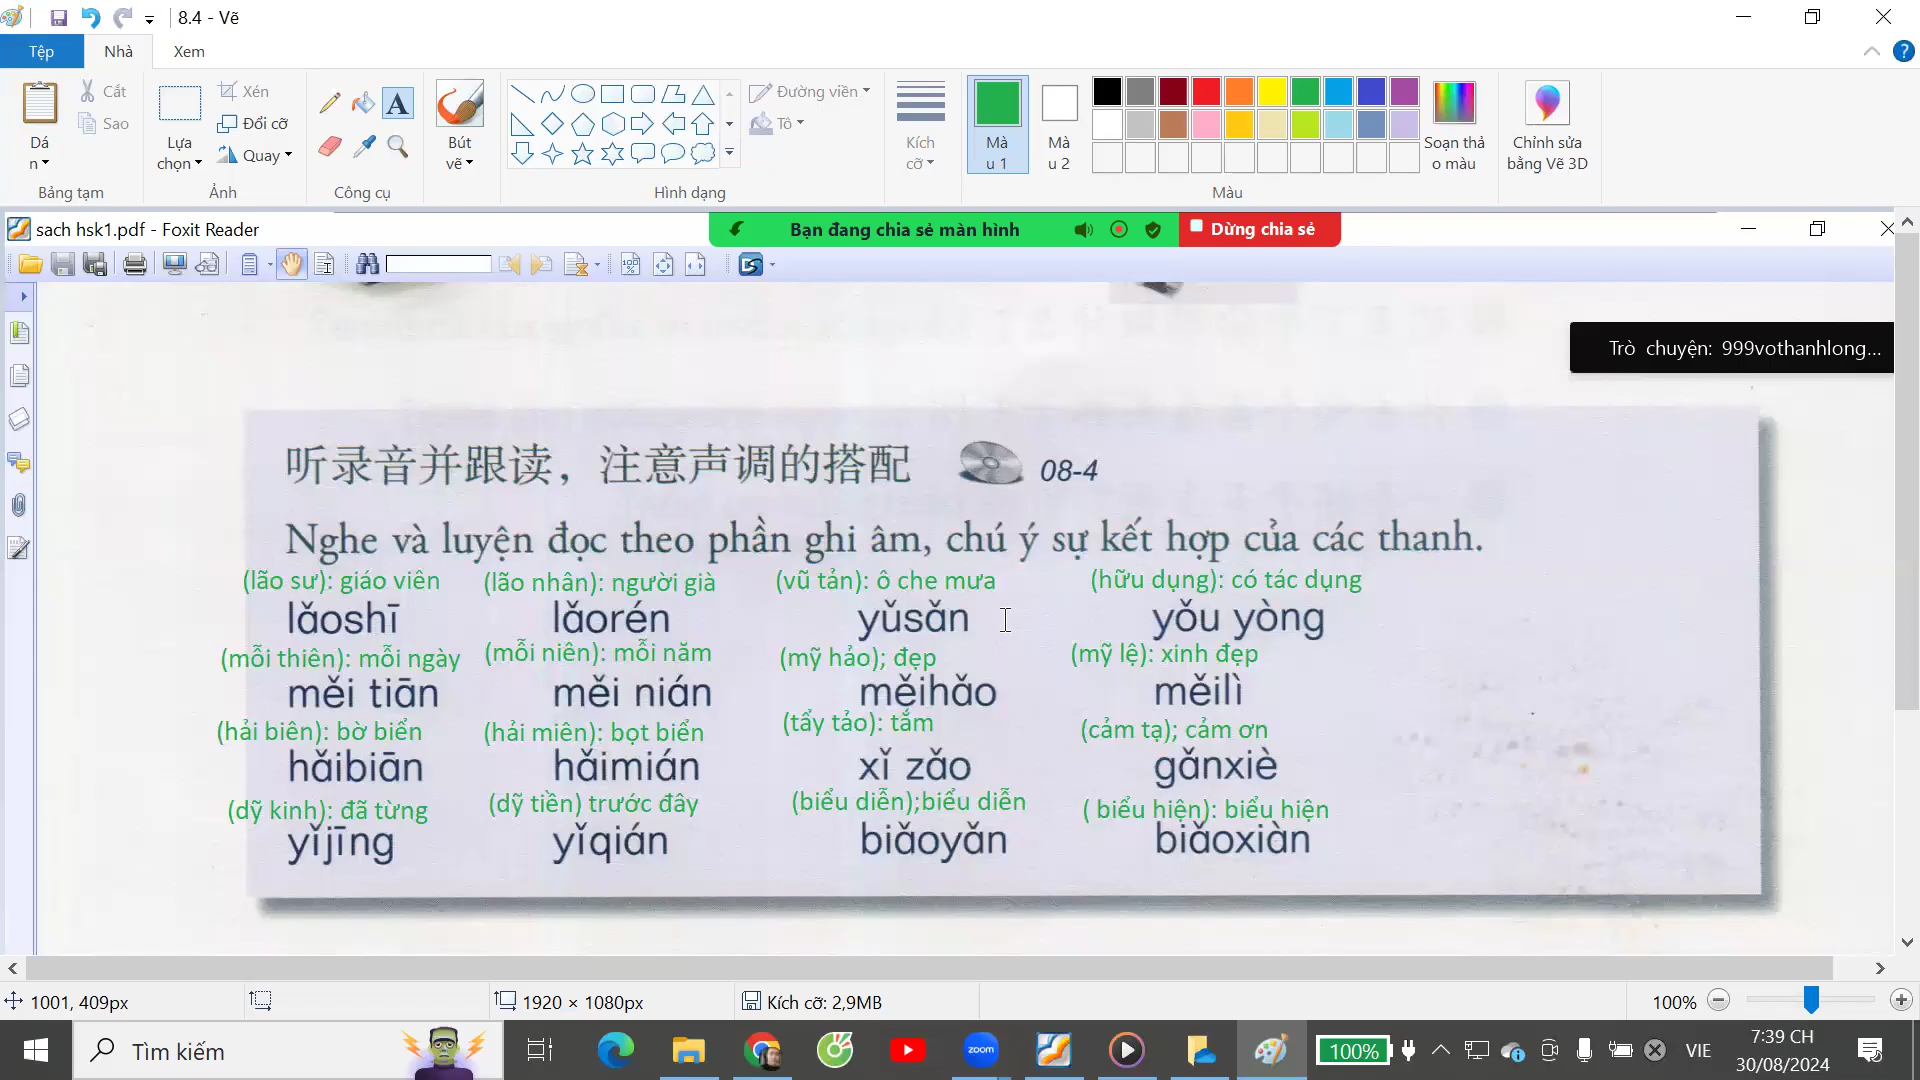 8.4 - Vẽ
Tệp Nhà Xem
Dá
n
Cắt
Sao
Bảng tạm
Lựa
chọn
Xén
Đổi cỡ
Quay
Ảnh
A
Công cụ
Bút
vẽ
Hình dạng
Đường viền
Tô
Kích
cỡ
Mà
u 1
Mà
u 2
Màu
Soạn thả
o màu
Chỉnh sửa
bằng Vẽ 3D
sach hsk1.pdf - Foxit Reader
Bạn đang chia sẻ màn hình
Dừng chia sẻ
Trò chuyện: 999vothanhlong...
听录音并跟读，注意声调的搭配 08-4
Nghe và luyện đọc theo phần ghi âm, chú ý sự kết hợp của các thanh.
(lão sư): giáo viên (lão nhân): người già (vũ tản): ô che mưa (hữu dụng): có tác dụng
lǎoshī lǎorén yǔsǎn yǒu yòng
(mỗi thiên): mỗi ngày (mỗi niên): mỗi năm (mỹ hảo); đẹp (mỹ lệ): xinh đẹp
měi tiān měi nián měihǎo měilì
(hải biên): bờ biển (hải miên): bọt biển (tẩy tảo): tắm (cảm tạ); cảm ơn
hǎibiān hǎimián xǐ zǎo gǎnxiè
(dỹ kinh): đã từng (dỹ tiền) trước đây (biểu diễn);biểu diễn ( biểu hiện): biểu hiện
yǐjīng yǐqián biǎoyǎn biǎoxiàn
1001, 409px 1920 × 1080px Kích cỡ: 2,9MB 100%
Tìm kiếm
zoom
100%
VIE
7:39 CH
30/08/2024